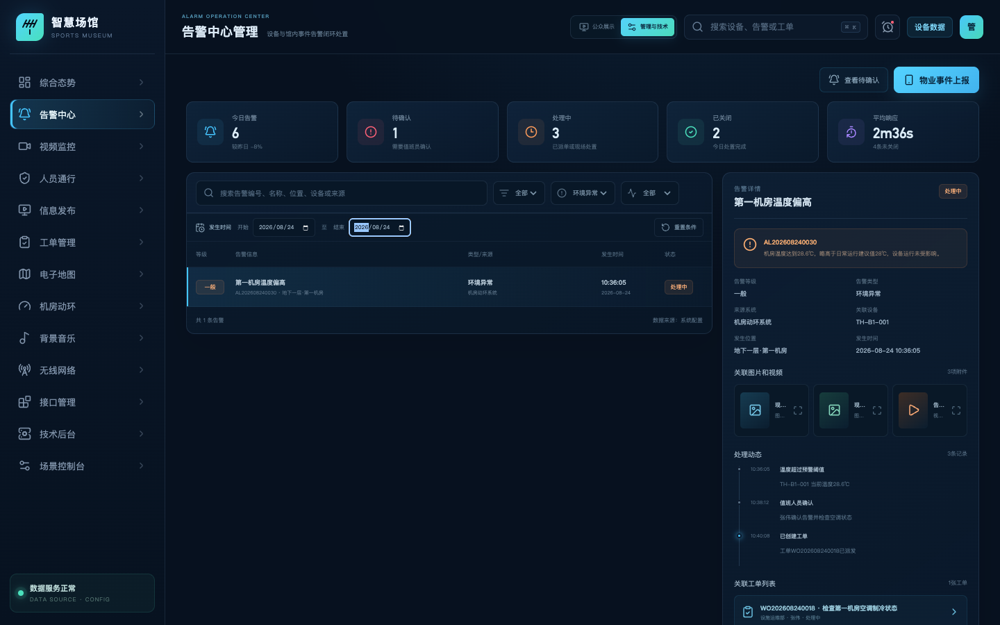 智慧场馆
SPORTS MUSEUM
综合态势
告警中心
视频监控
人员通行
信息发布
工单管理
电子地图
机房动环
背景音乐
无线网络
接口管理
技术后台
场景控制台
数据服务正常
DATA SOURCE · CONFIG
ALARM OPERATION CENTER
告警中心管理 设备与馆内事件告警闭环处置
公众展示 管理与技术
搜索设备、告警或工单 ⌘ K
设备数据
管
查看待确认 物业事件上报
今日告警
6
较昨日 -8%
待确认
1
需要值班员确认
处理中
3
已派单或现场处置
已关闭
2
今日处置完成
平均响应
2m36s
4条未关闭
搜索告警编号、名称、位置、设备或来源 全部 环境异常 全部
发生时间 开始 2026/08/24 至 结束 2026/08/24 重置条件
等级 告警信息 类型/来源 发生时间 状态
一般 第一机房温度偏高 环境异常 10:36:05 处理中
AL202608240030 · 地下一层·第一机房 机房动环系统 2026-08-24
共 1 条告警 数据来源：系统配置
告警详情
第一机房温度偏高 处理中
AL202608240030
机房温度达到28.6℃，略高于日常运行建议值28℃，设备运行未受影响。
告警等级 告警类型
一般 环境异常
来源系统 关联设备
机房动环系统 TH-B1-001
发生位置 发生时间
地下一层·第一机房 2026-08-24 10:36:05
关联图片和视频 3项附件
现... 现... 告...
图... 图... 视...
处理动态 3条记录
10:36:05 温度超过预警阈值
TH-B1-001 当前温度28.6℃
10:38:12 值班人员确认
张伟确认告警并检查空调状态
10:40:08 已创建工单
工单WO202608240018已派发
关联工单列表 1张工单
WO202608240018 · 检查第一机房空调制冷状态
设施运维部 · 张伟 · 处理中